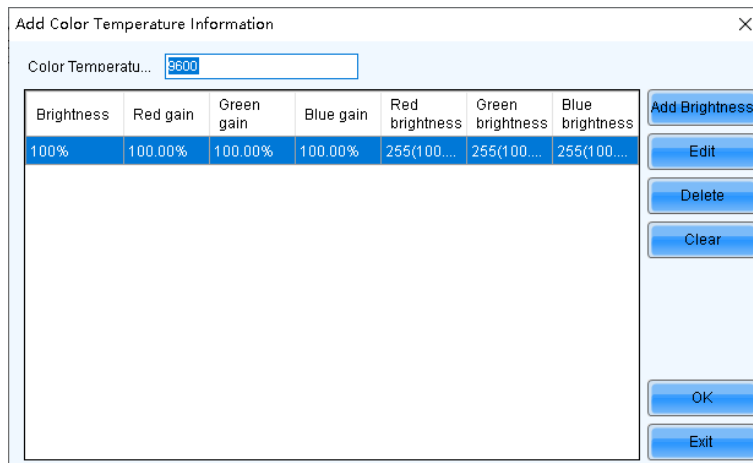 Add Color Temperature Information
Color Temperatu... 9600
Brightness Red gain Green gain Blue gain Red brightness Green brightness Blue brightness
100% 100.00% 100.00% 100.00% 255(100.... 255(100.... 255(100....
Add Brightness
Edit
Delete
Clear
OK
Exit